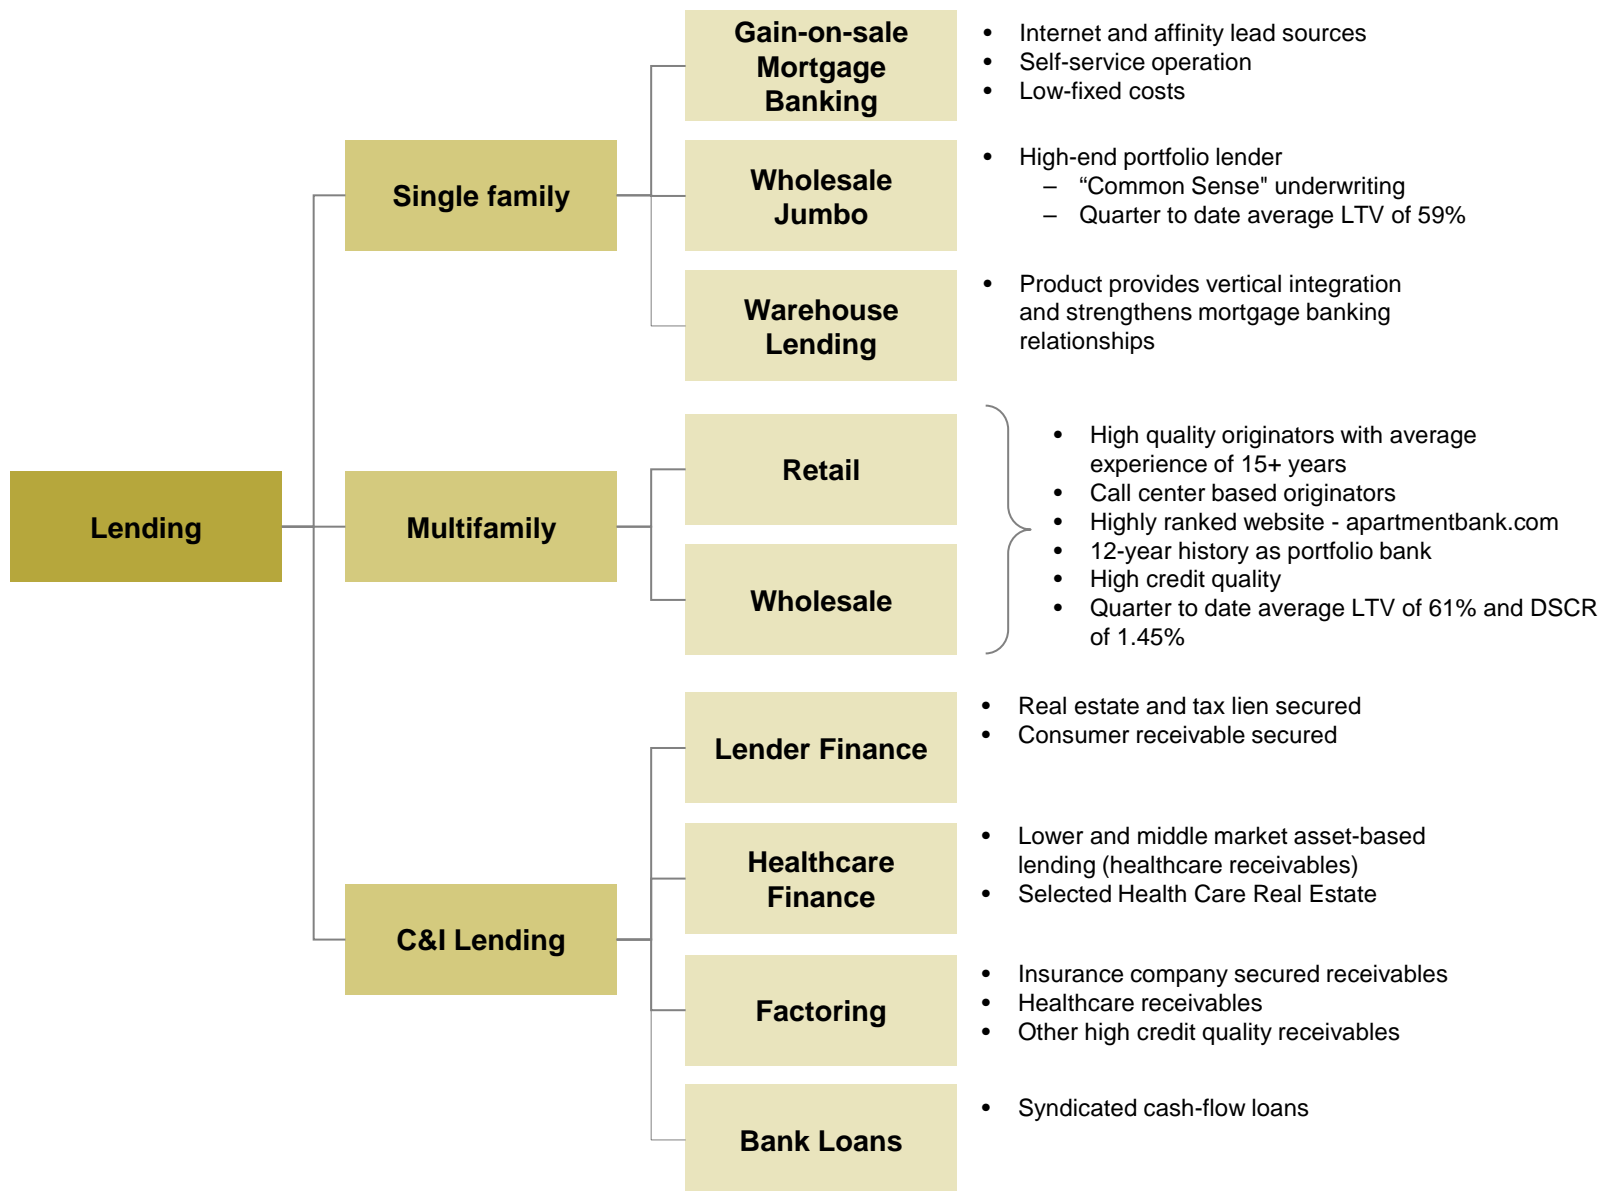 Lending
Single family
Gain-on-sale
Mortgage
Banking
• Internet and affinity lead sources
• Self-service operation
• Low-fixed costs
Wholesale
Jumbo
• High-end portfolio lender
– “Common Sense" underwriting
– Quarter to date average LTV of 59%
Warehouse
Lending
• Product provides vertical integration
and strengthens mortgage banking
relationships
Multifamily
Retail
Wholesale
• High quality originators with average
experience of 15+ years
• Call center based originators
• Highly ranked website - apartmentbank.com
• 12-year history as portfolio bank
• High credit quality
• Quarter to date average LTV of 61% and DSCR
of 1.45%
C&I Lending
Lender Finance
• Real estate and tax lien secured
• Consumer receivable secured
Healthcare
Finance
• Lower and middle market asset-based
lending (healthcare receivables)
• Selected Health Care Real Estate
Factoring
• Insurance company secured receivables
• Healthcare receivables
• Other high credit quality receivables
Bank Loans
• Syndicated cash-flow loans